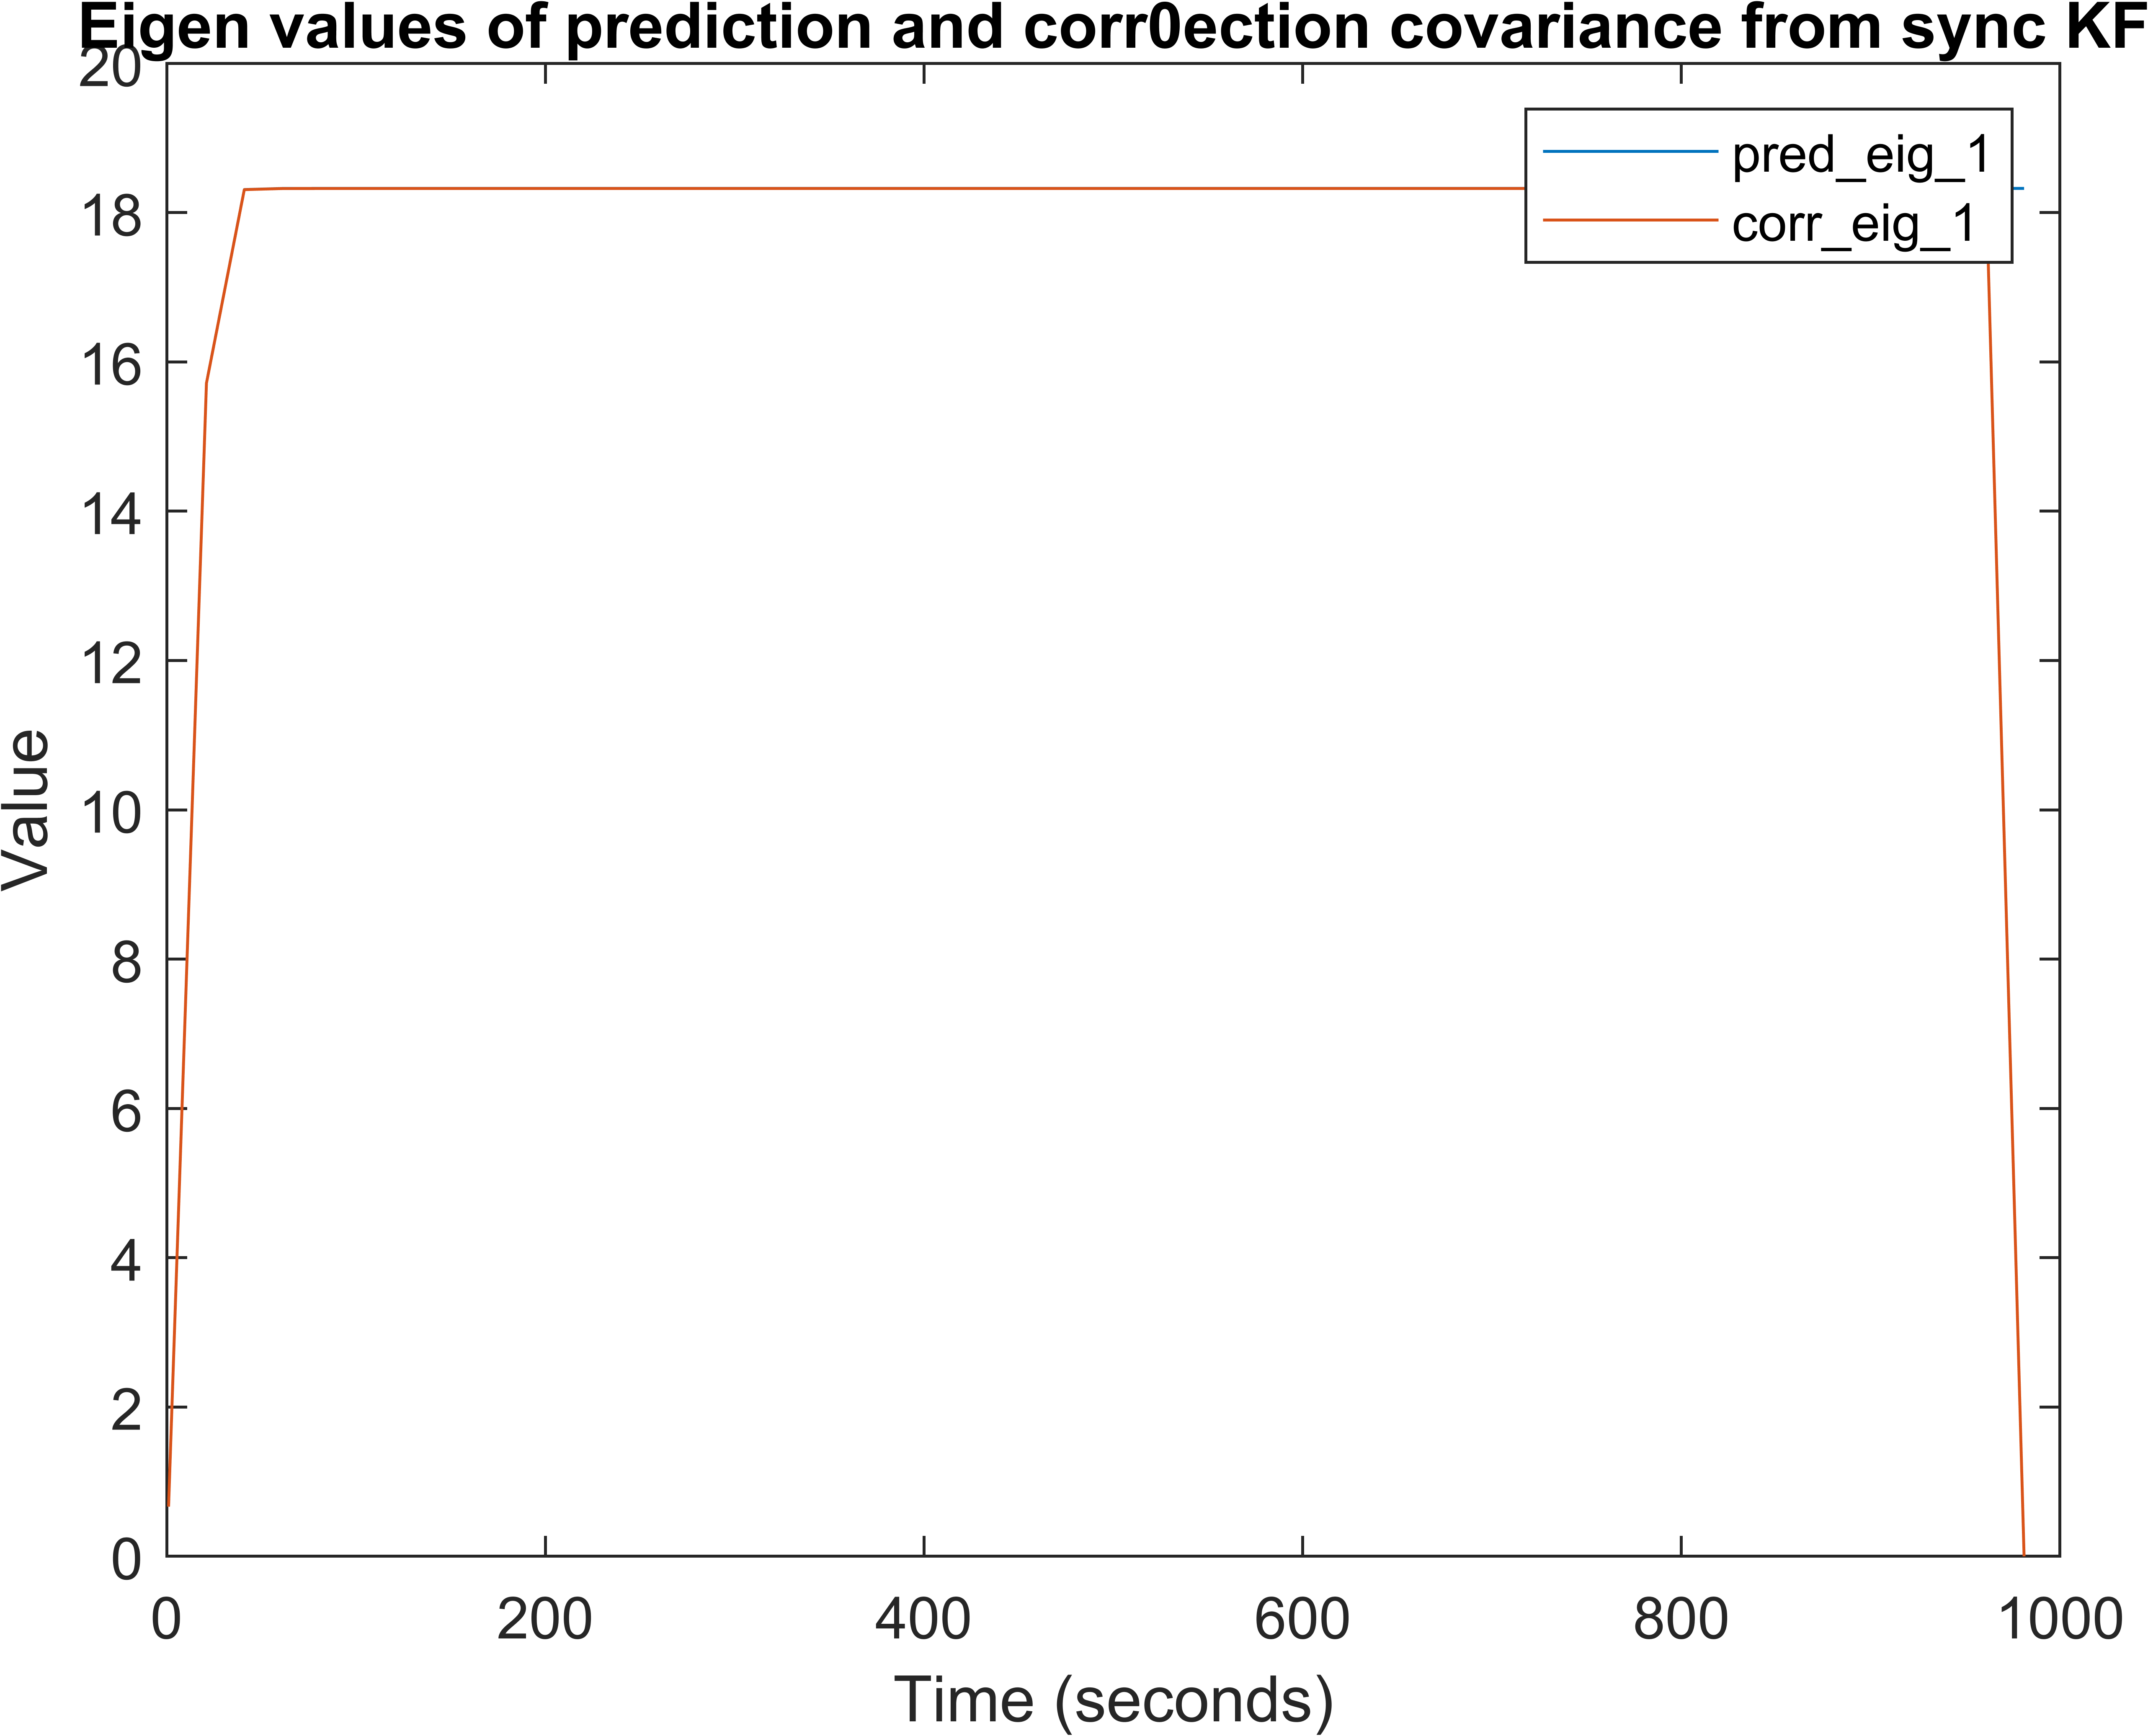 Eigen values of prediction and corr0ection covariance from sync KF
20
18
16
14
12
10
8
6
4
2
0
Value
pred_eig_1
corr_eig_1
0 200 400 600 800 1000
Time (seconds)